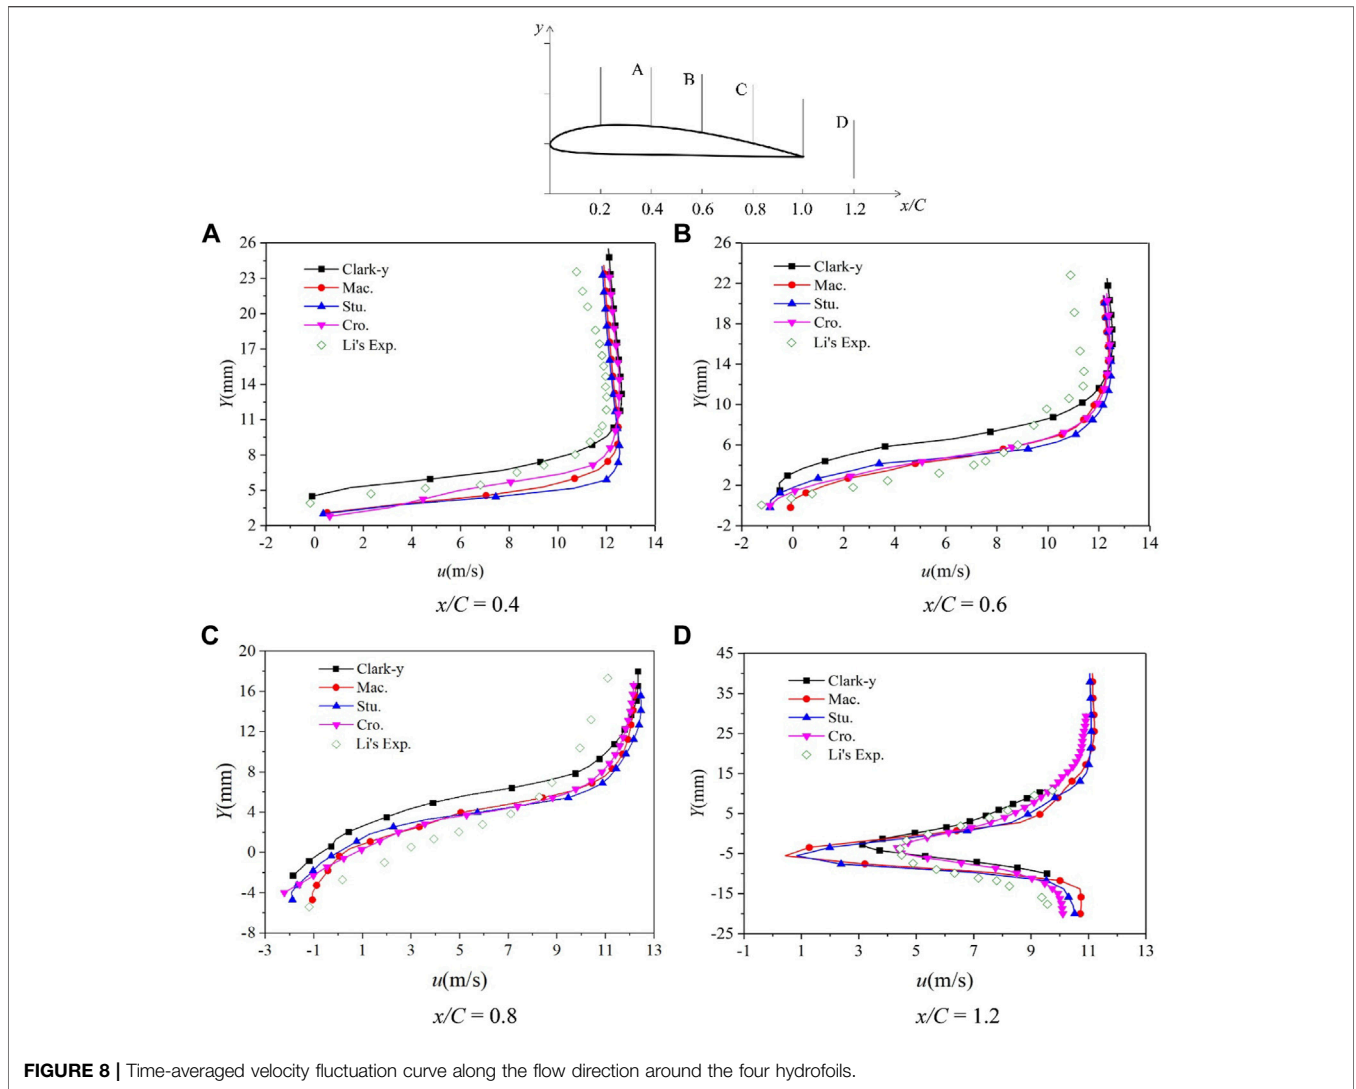 y
A
B
C
D
0.2 0.4 0.6 0.8 1.0 1.2 x/C
A
26
23
20
17
14
11
8
5
2
Y(mm)
Clark-y
Mac.
Stu.
Cro.
Li's Exp.
-2 0 2 4 6 8 10 12 14
u(m/s)
x/C = 0.4
B
26
22
18
14
10
6
2
-2
Y(mm)
Clark-y
Mac.
Stu.
Cro.
Li's Exp.
-2 0 2 4 6 8 10 12 14
u(m/s)
x/C = 0.6
C
20
16
12
8
4
0
-4
-8
Y(mm)
Clark-y
Mac.
Stu.
Cro.
Li's Exp.
-3 -1 1 3 5 7 9 11 13
u(m/s)
x/C = 0.8
D
45
35
25
15
5
-5
-15
-25
Y(mm)
Clark-y
Mac.
Stu.
Cro.
Li's Exp.
-1 1 3 5 7 9 11 13
u(m/s)
x/C = 1.2
FIGURE 8 | Time-averaged velocity fluctuation curve along the flow direction around the four hydrofoils.